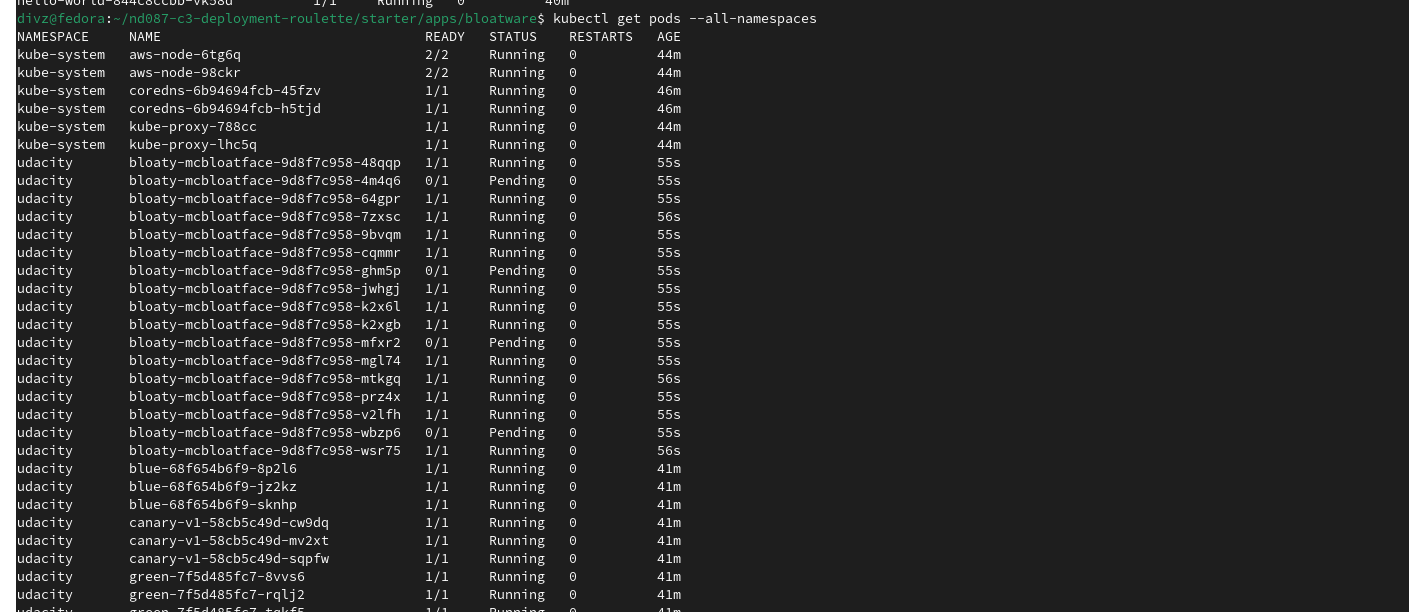 hello-world-844c8ccbb-vk58d 1/1 Running 0 40m
divz@fedora:~/nd087-c3-deployment-roulette/starter/apps/bloatware$ kubectl get pods --all-namespaces
NAMESPACE NAME READY STATUS RESTARTS AGE
kube-system aws-node-6tg6q 2/2 Running 0 44m
kube-system aws-node-98ckr 2/2 Running 0 44m
kube-system coredns-6b94694fcb-45fzv 1/1 Running 0 46m
kube-system coredns-6b94694fcb-h5tjd 1/1 Running 0 46m
kube-system kube-proxy-788cc 1/1 Running 0 44m
kube-system kube-proxy-lhc5q 1/1 Running 0 44m
udacity bloaty-mcbloatface-9d8f7c958-48qqp 1/1 Running 0 55s
udacity bloaty-mcbloatface-9d8f7c958-4m4q6 0/1 Pending 0 55s
udacity bloaty-mcbloatface-9d8f7c958-64gpr 1/1 Running 0 55s
udacity bloaty-mcbloatface-9d8f7c958-7zxsc 1/1 Running 0 56s
udacity bloaty-mcbloatface-9d8f7c958-9bvqm 1/1 Running 0 55s
udacity bloaty-mcbloatface-9d8f7c958-cqmmr 1/1 Running 0 55s
udacity bloaty-mcbloatface-9d8f7c958-ghm5p 0/1 Pending 0 55s
udacity bloaty-mcbloatface-9d8f7c958-jwhgj 1/1 Running 0 55s
udacity bloaty-mcbloatface-9d8f7c958-k2x6l 1/1 Running 0 55s
udacity bloaty-mcbloatface-9d8f7c958-k2xgb 1/1 Running 0 55s
udacity bloaty-mcbloatface-9d8f7c958-mfxr2 0/1 Pending 0 55s
udacity bloaty-mcbloatface-9d8f7c958-mgl74 1/1 Running 0 55s
udacity bloaty-mcbloatface-9d8f7c958-mtkgq 1/1 Running 0 56s
udacity bloaty-mcbloatface-9d8f7c958-prz4x 1/1 Running 0 55s
udacity bloaty-mcbloatface-9d8f7c958-v2lfh 1/1 Running 0 55s
udacity bloaty-mcbloatface-9d8f7c958-wbzp6 0/1 Pending 0 55s
udacity bloaty-mcbloatface-9d8f7c958-wsr75 1/1 Running 0 56s
udacity blue-68f654b6f9-8p2l6 1/1 Running 0 41m
udacity blue-68f654b6f9-jz2kz 1/1 Running 0 41m
udacity blue-68f654b6f9-sknhp 1/1 Running 0 41m
udacity canary-v1-58cb5c49d-cw9dq 1/1 Running 0 41m
udacity canary-v1-58cb5c49d-mv2xt 1/1 Running 0 41m
udacity canary-v1-58cb5c49d-sqpfw 1/1 Running 0 41m
udacity green-7f5d485fc7-8vvs6 1/1 Running 0 41m
udacity green-7f5d485fc7-rqlj2 1/1 Running 0 41m
udacity 1/1 Running 0 41m